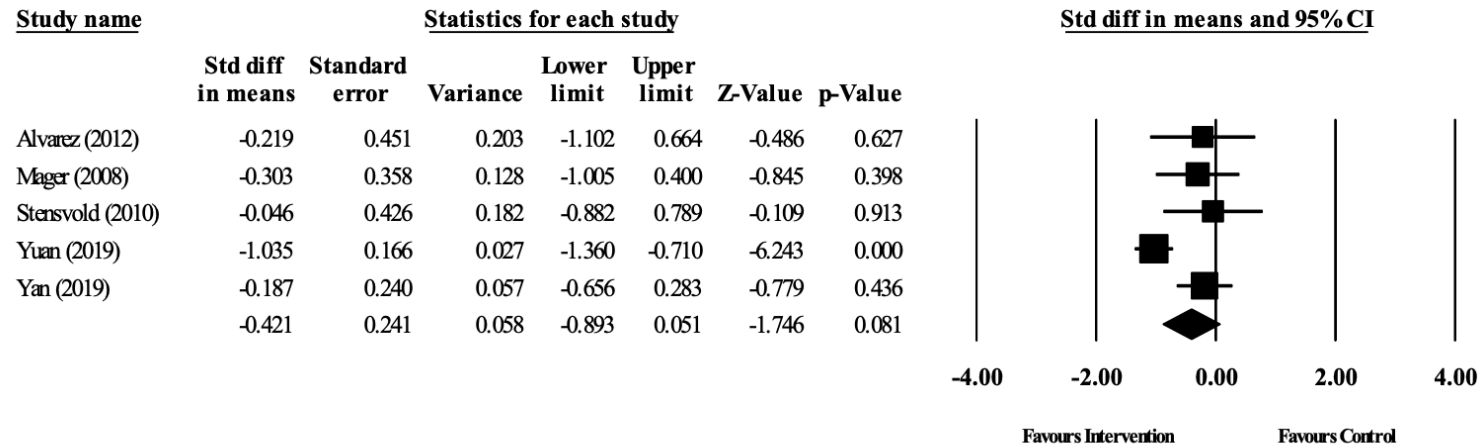 Study name Statistics for each study Std diff in means and 95% CI
Std diff Standard Lower Upper
in means error Variance limit limit Z-Value p-Value
Alvarez (2012) -0.219 0.451 0.203 -1.102 0.664 -0.486 0.627
Mager (2008) -0.303 0.358 0.128 -1.005 0.400 -0.845 0.398
Stensvold (2010) -0.046 0.426 0.182 -0.882 0.789 -0.109 0.913
Yuan (2019) -1.035 0.166 0.027 -1.360 -0.710 -6.243 0.000
Yan (2019) -0.187 0.240 0.057 -0.656 0.283 -0.779 0.436
-0.421 0.241 0.058 -0.893 0.051 -1.746 0.081
-4.00 -2.00 0.00 2.00 4.00
Favours Intervention Favours Control